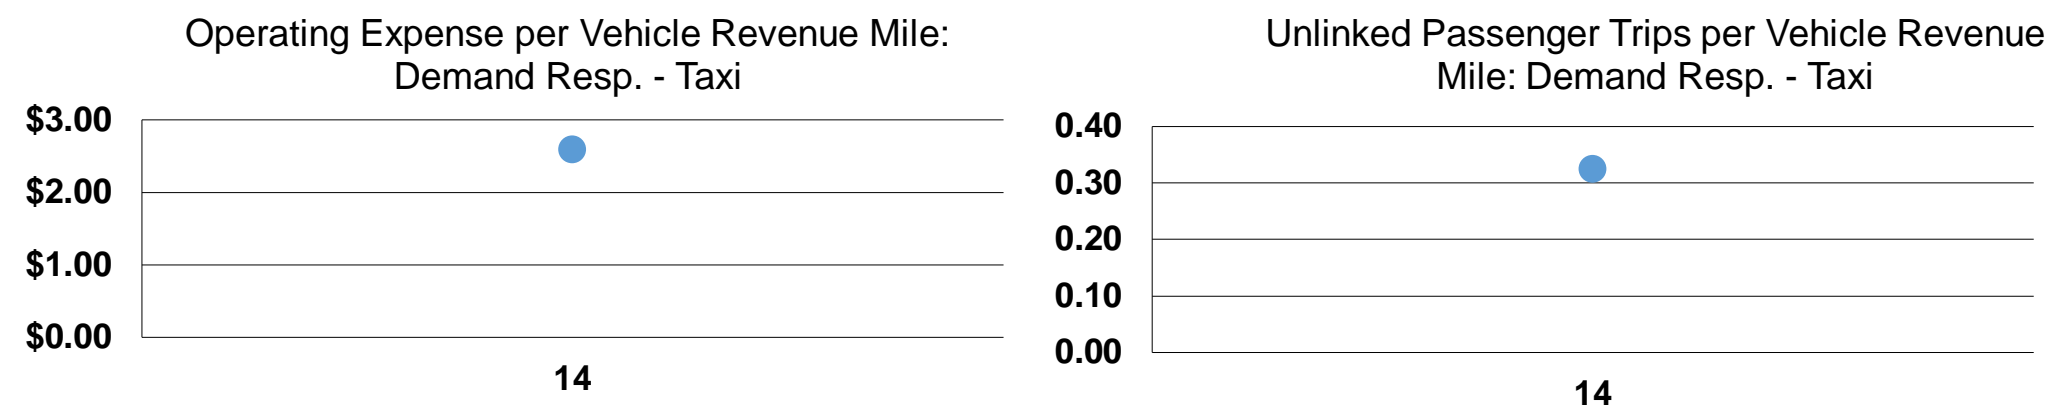 Operating Expense per Vehicle Revenue Mile:
Demand Resp. - Taxi
$3.00
$2.00
$1.00
$0.00
14
Unlinked Passenger Trips per Vehicle Revenue
Mile: Demand Resp. - Taxi
0.40
0.30
0.20
0.10
0.00
14